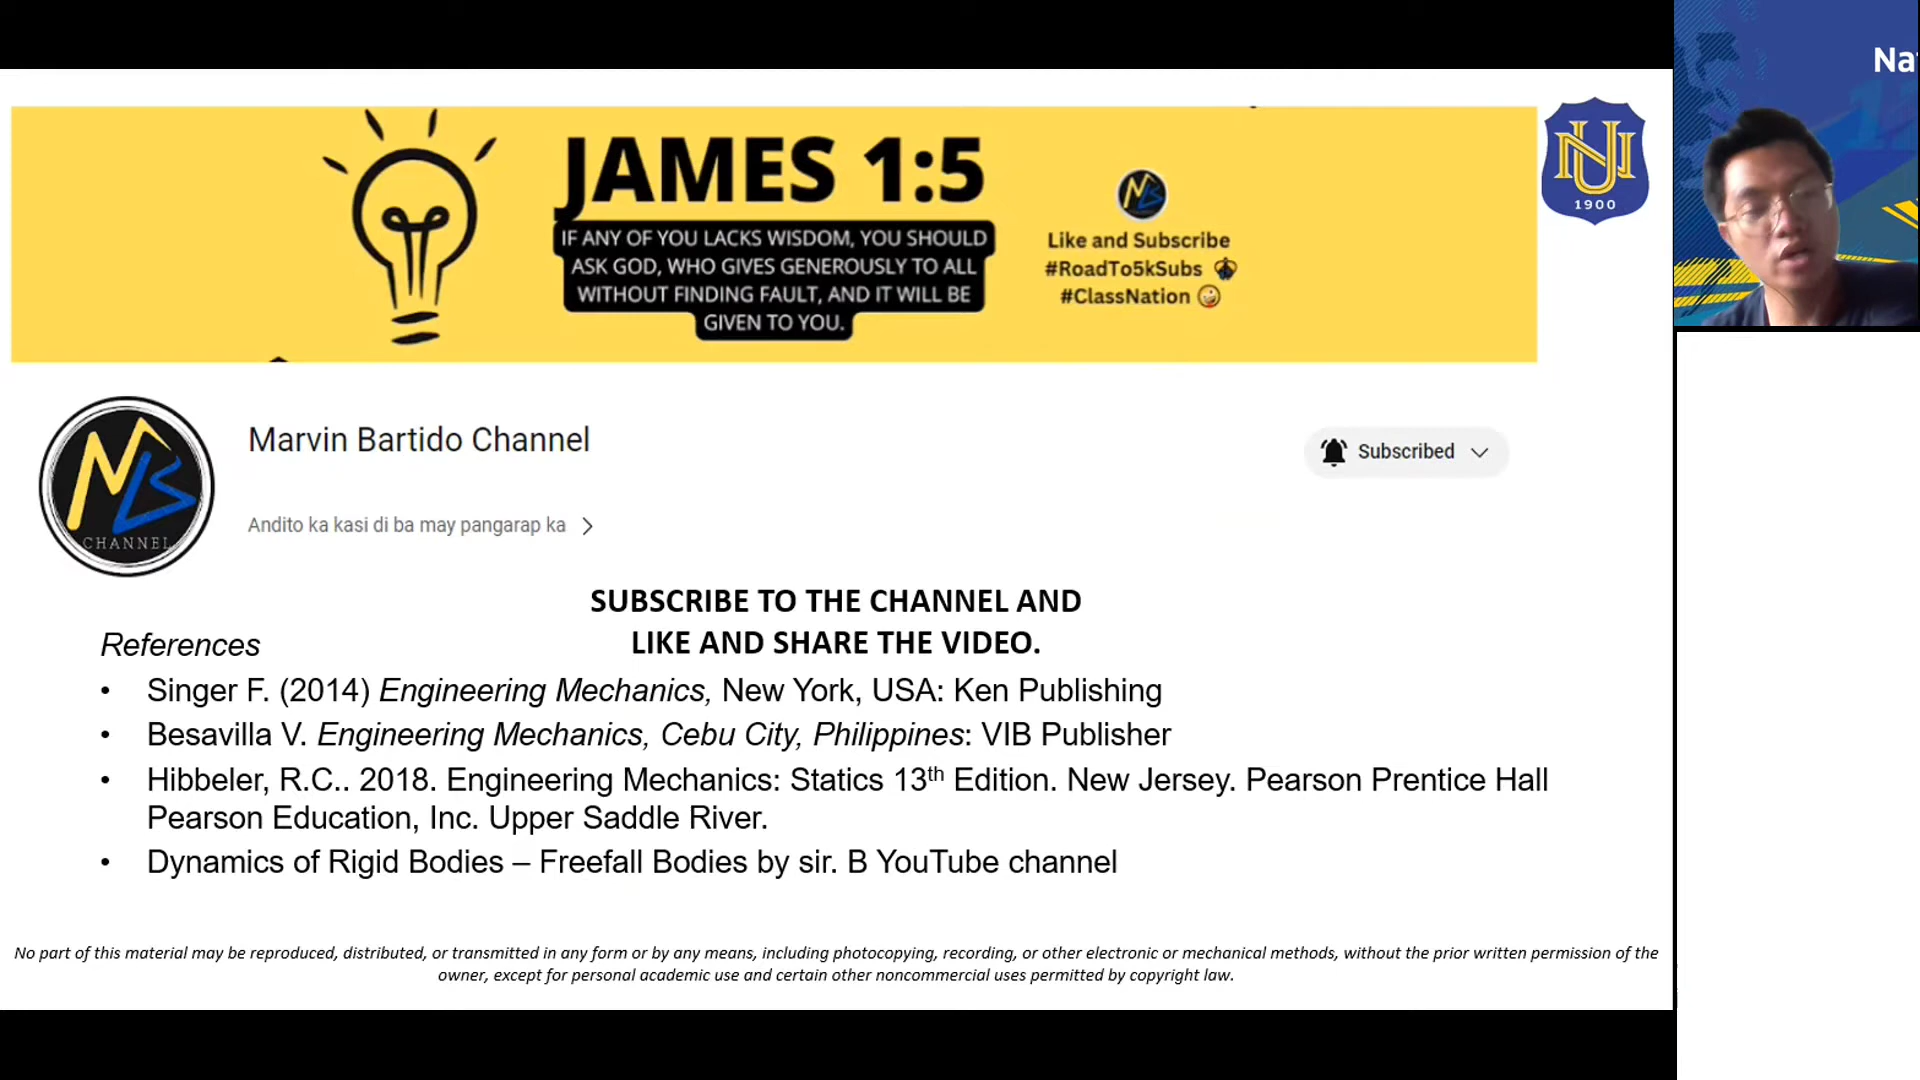 JAMES 1:5
IF ANY OF YOU LACKS WISDOM, YOU SHOULD
ASK GOD, WHO GIVES GENEROUSLY TO ALL
WITHOUT FINDING FAULT, AND IT WILL BE
GIVEN TO YOU.
Like and Subscribe
#RoadTo5kSubs
#ClassNation
NU
1900
Na
CHANNEL
Marvin Bartido Channel
Subscribed
Andito ka kasi di ba may pangarap ka
SUBSCRIBE TO THE CHANNEL AND
LIKE AND SHARE THE VIDEO.
References
• Singer F. (2014) Engineering Mechanics, New York, USA: Ken Publishing
• Besavilla V. Engineering Mechanics, Cebu City, Philippines: VIB Publisher
• Hibbeler, R.C.. 2018. Engineering Mechanics: Statics 13th Edition. New Jersey. Pearson Prentice Hall
Pearson Education, Inc. Upper Saddle River.
• Dynamics of Rigid Bodies – Freefall Bodies by sir. B YouTube channel
No part of this material may be reproduced, distributed, or transmitted in any form or by any means, including photocopying, recording, or other electronic or mechanical methods, without the prior written permission of the
owner, except for personal academic use and certain other noncommercial uses permitted by copyright law.